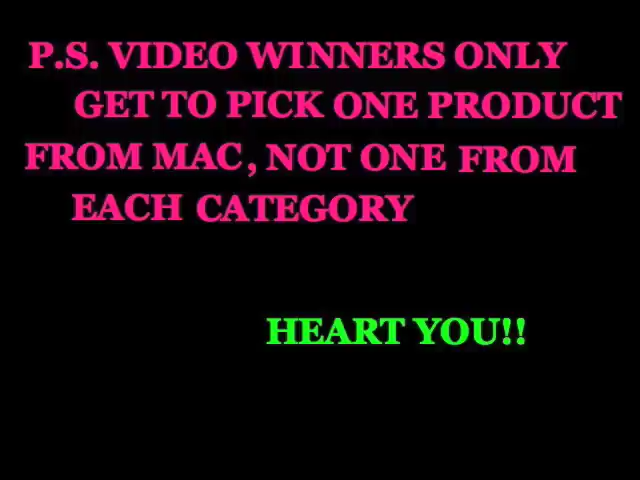 P.S. VIDEO WINNERS ONLY
GET TO PICK ONE PRODUCT
FROM MAC, NOT ONE FROM
EACH CATEGORY
HEART YOU!!